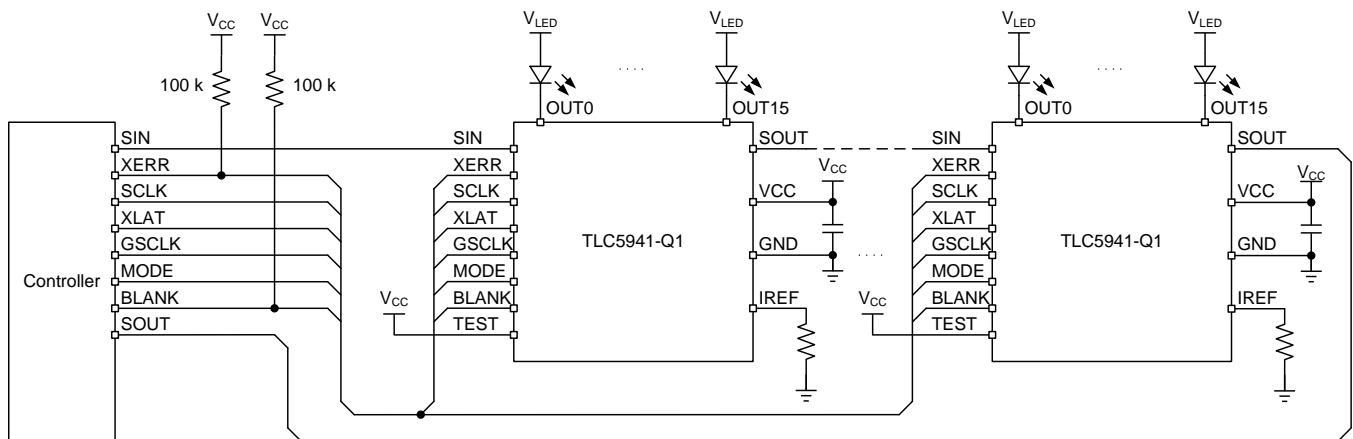 VCC VCC
100 k 100 k
VLED VLED
. . . .
OUT0 OUT15
VLED VLED
. . . .
OUT0 OUT15
Controller
SIN
XERR
SCLK
XLAT
GSCLK
MODE
BLANK
SOUT
VCC
SIN
XERR
SCLK
XLAT
GSCLK
MODE
BLANK
TEST
TLC5941-Q1
SOUT
VCC
VCC
GND
IREF
. . . .
VCC
SIN
XERR
SCLK
XLAT
GSCLK
MODE
BLANK
TEST
TLC5941-Q1
SOUT
VCC
VCC
GND
IREF